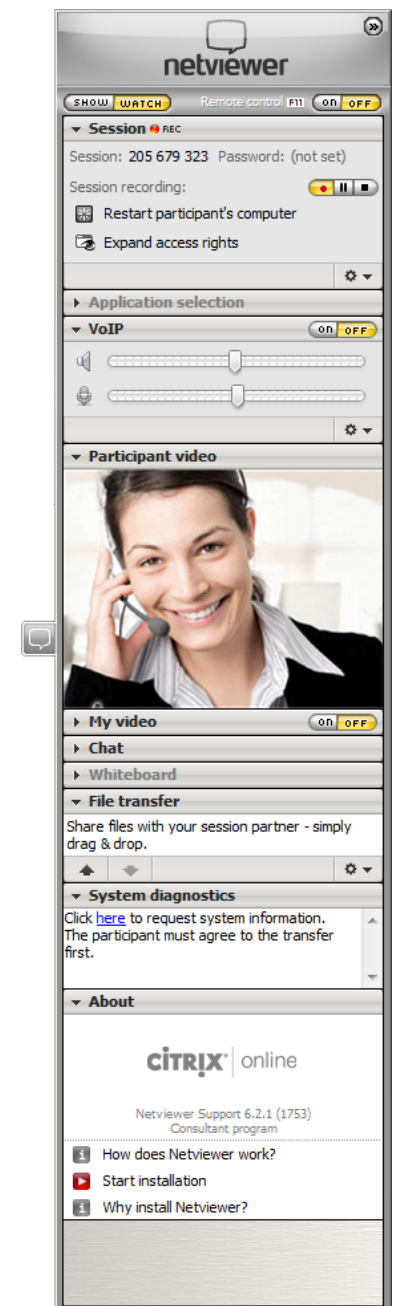 netviewer
SHOW WATCH Remote control F11 On OFF
Session REC
Session: 205 679 323 Password: (not set)
Session recording:
Restart participant's computer
Expand access rights
Application selection
VoIP On OFF
Participant video
My video On OFF
Chat
Whiteboard
File transfer
Share files with your session partner - simply
drag & drop.
System diagnostics
Click here to request system information.
The participant must agree to the transfer
first.
About
CITRIX online
Netviewer Support 6.2.1 (1753)
Consultant program
How does Netviewer work?
Start installation
Why install Netviewer?